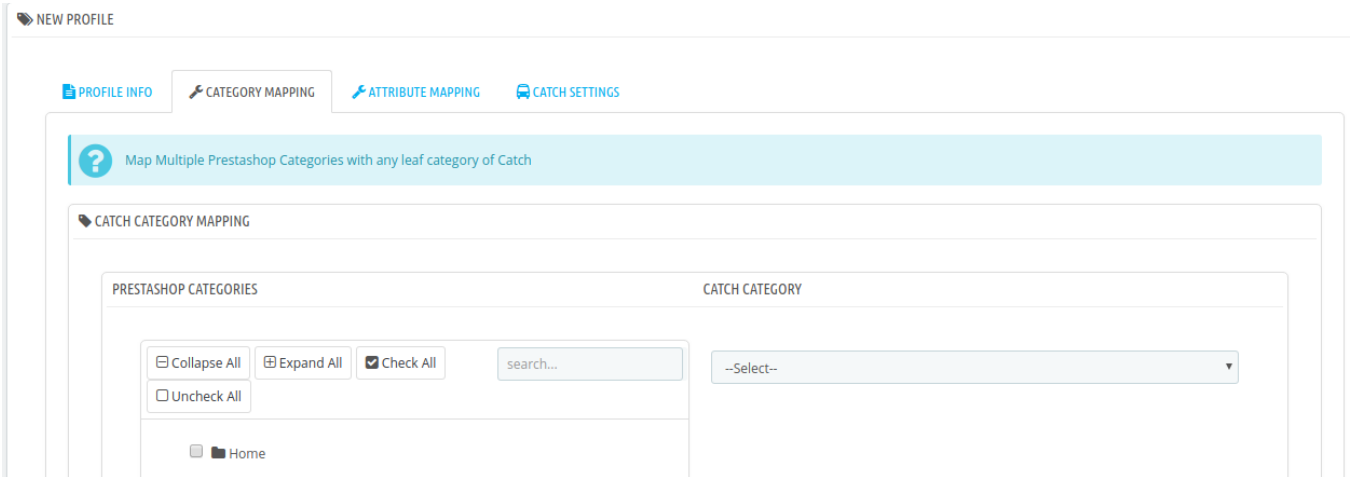 NEW PROFILE
PROFILE INFO CATEGORY MAPPING ATTRIBUTE MAPPING CATCH SETTINGS
Map Multiple Prestashop Categories with any leaf category of Catch
CATCH CATEGORY MAPPING
PRESTASHOP CATEGORIES CATCH CATEGORY
Collapse All Expand All Check All search... --Select--
Uncheck All
Home